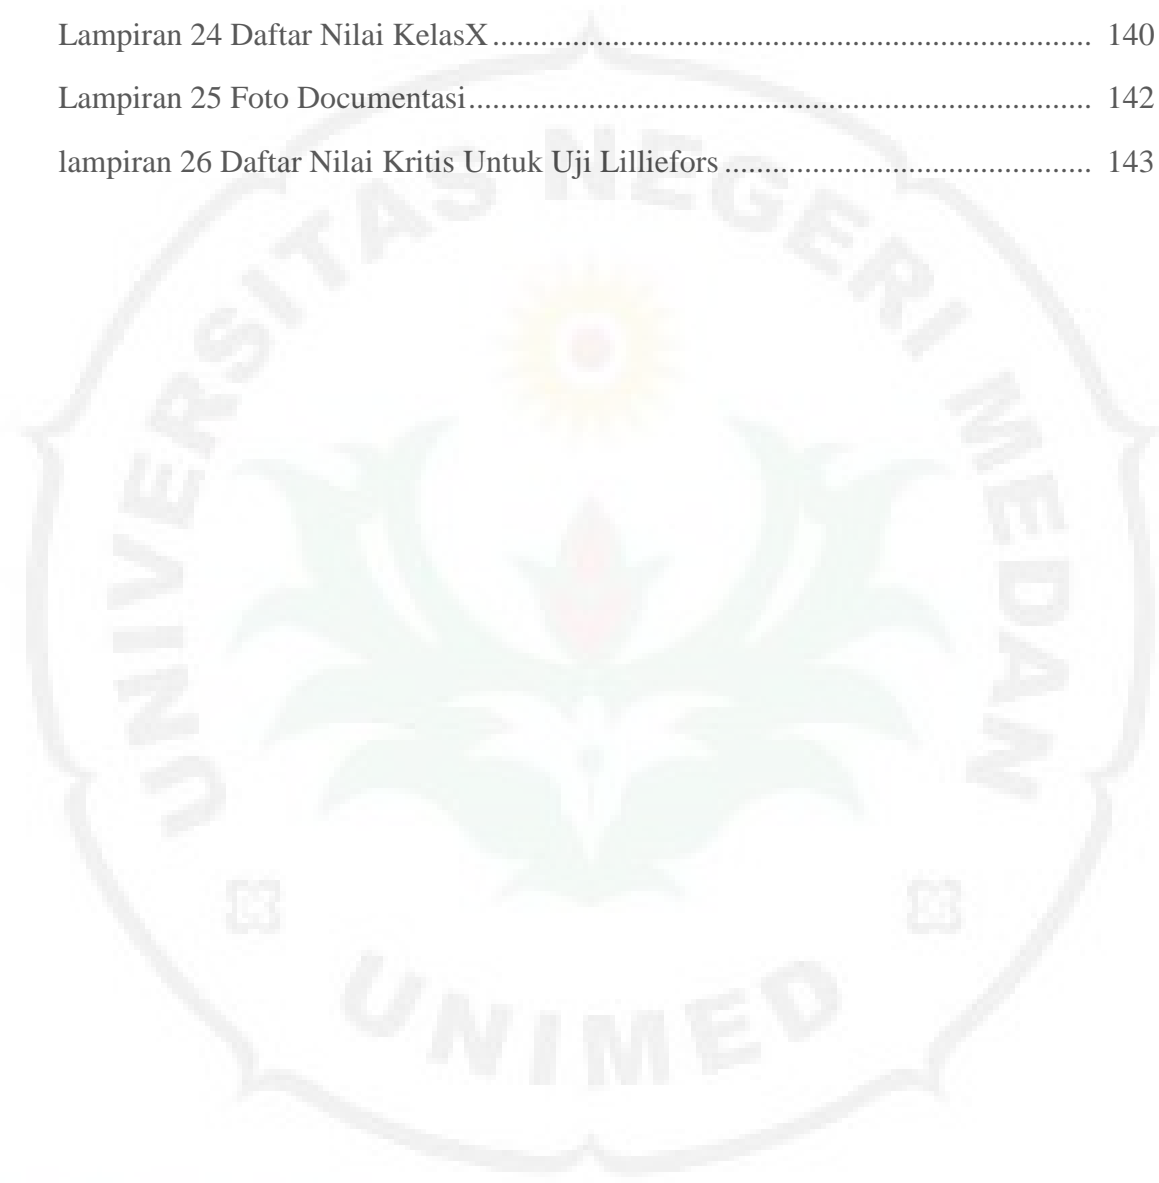 Lampiran 24 Daftar Nilai KelasX........................................................................... 140
Lampiran 25 Foto Documentasi.............................................................................. 142
lampiran 26 Daftar Nilai Kritis Untuk Uji Lilliefors .............................................. 143
UNIVERSITAS NEGERI MEDAN
UNIMED